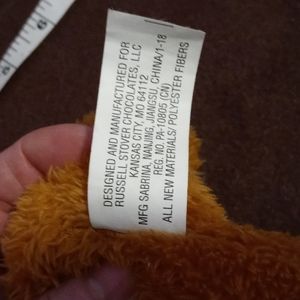 DESIGNED AND MANUFACTURED FOR
RUSSELL STOVER CHOCOLATES, LLC
KANSAS CITY, MO 64112
MFG SABRINA, NANJING, JIANGSU, CHINA/1-18
REG. NO. PA-10805 (CN)
ALL NEW MATERIALS/ POLYESTER FIBERS